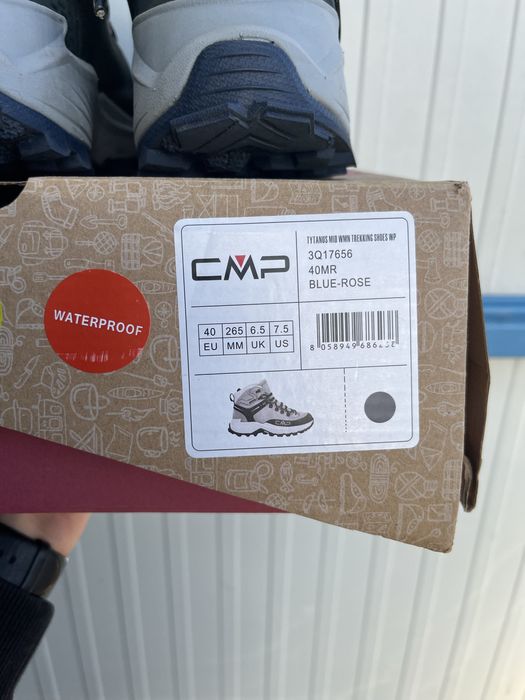 WATERPROOF
CMP
TYTANUS MID WMN TREKKING SHOES WP
3Q17656
40MR
BLUE-ROSE
40 265 6.5 7.5
EU MM UK US